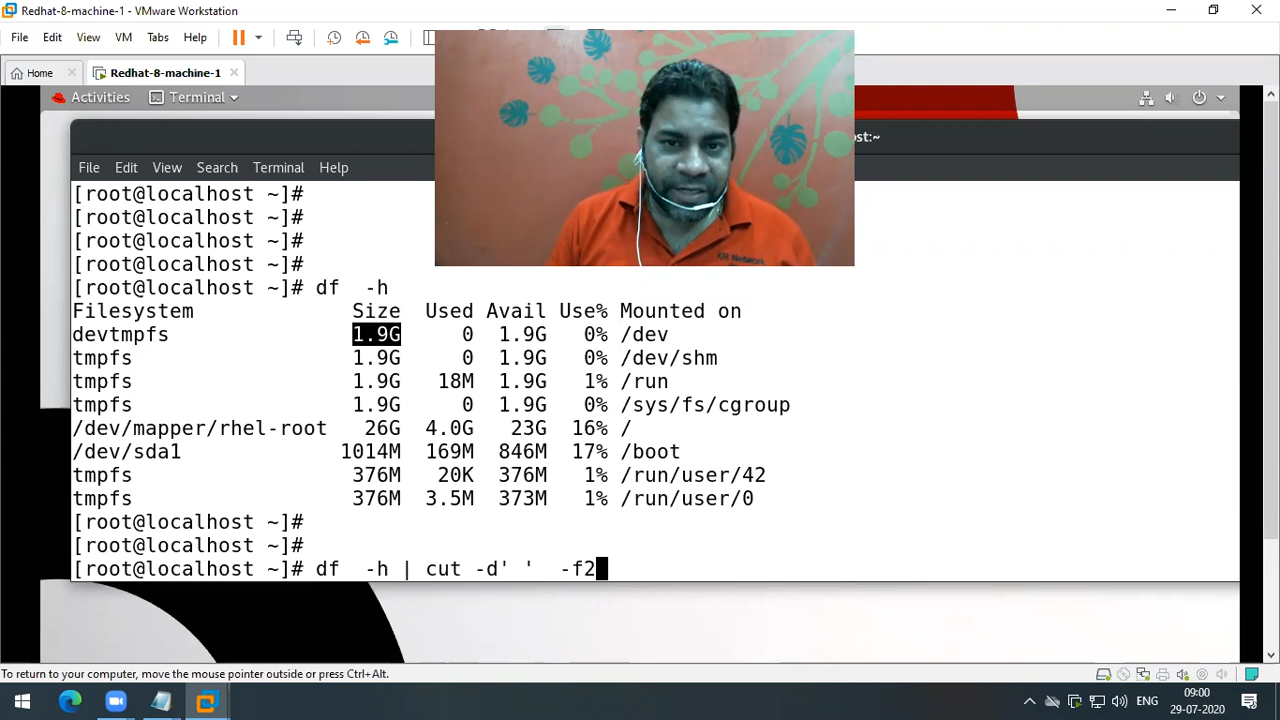 Redhat-8-machine-1 - VMware Workstation
File Edit View VM Tabs Help
Home Redhat-8-machine-1
Activities Terminal
ost:~
File Edit View Search Terminal Help
[root@localhost ~]#
[root@localhost ~]#
[root@localhost ~]#
[root@localhost ~]#
[root@localhost ~]# df  -h
Filesystem             Size  Used Avail Use% Mounted on
devtmpfs               1.9G     0  1.9G   0% /dev
tmpfs                  1.9G     0  1.9G   0% /dev/shm
tmpfs                  1.9G   18M  1.9G   1% /run
tmpfs                  1.9G     0  1.9G   0% /sys/fs/cgroup
/dev/mapper/rhel-root   26G  4.0G   23G  16% /
/dev/sda1             1014M  169M  846M  17% /boot
tmpfs                  376M   20K  376M   1% /run/user/42
tmpfs                  376M  3.5M  373M   1% /run/user/0
[root@localhost ~]#
[root@localhost ~]#
[root@localhost ~]# df  -h | cut -d' '  -f2
KR Network
To return to your computer, move the mouse pointer outside or press Ctrl+Alt.
ENG 09:00
29-07-2020